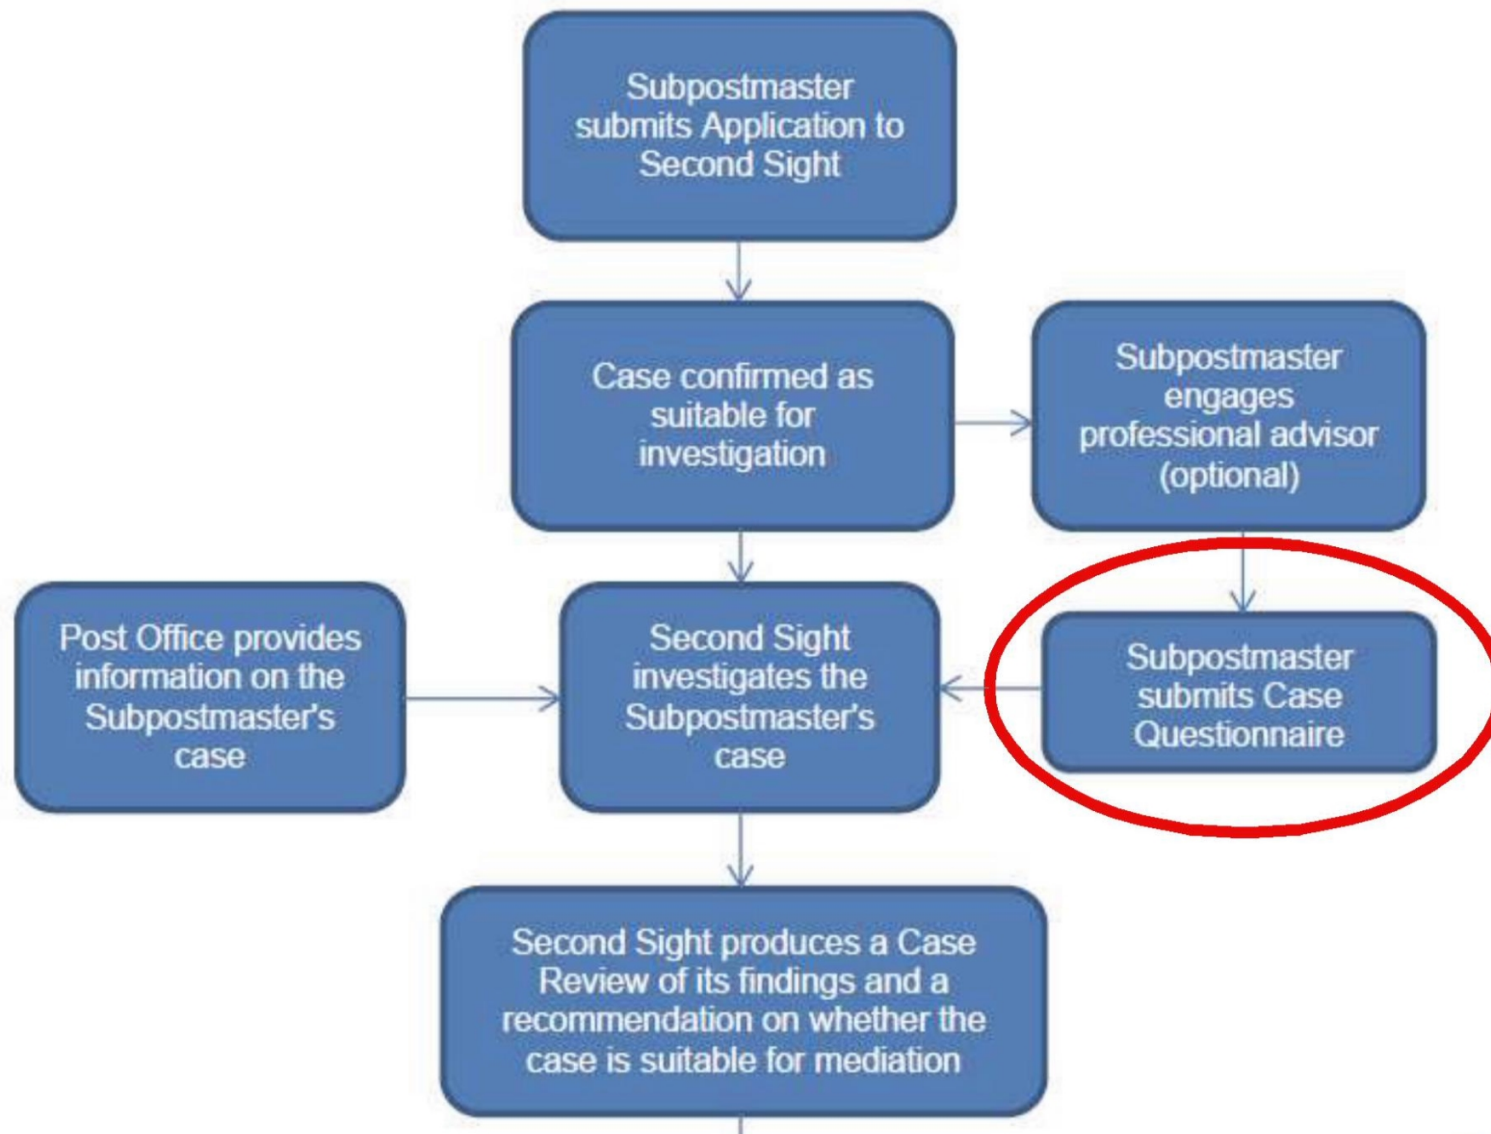 Subpostmaster
submits Application to
Second Sight
Case confirmed as
suitable for
investigation
Subpostmaster
engages
professional advisor
(optional)
Post Office provides
information on the
Subpostmaster's
case
Second Sight
investigates the
Subpostmaster's
case
Subpostmaster
submits Case
Questionnaire
Second Sight produces a Case
Review of its findings and a
recommendation on whether the
case is suitable for mediation